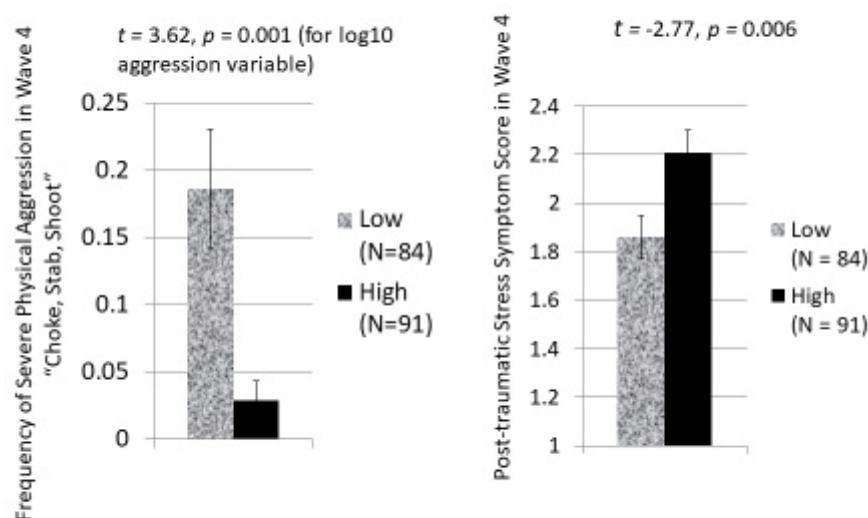 t = 3.62, p = 0.001 (for log10
aggression variable)
Frequency of Severe Physical Aggression in Wave 4
“Choke, Stab, Shoot”
0.25
0.2
0.15
0.1
0.05
0
Low
(N=84)
High
(N=91)
t = -2.77, p = 0.006
Post-traumatic Stress Symptom Score in Wave 4
2.4
2.2
2
1.8
1.6
1.4
1.2
1
Low
(N = 84)
High
(N = 91)